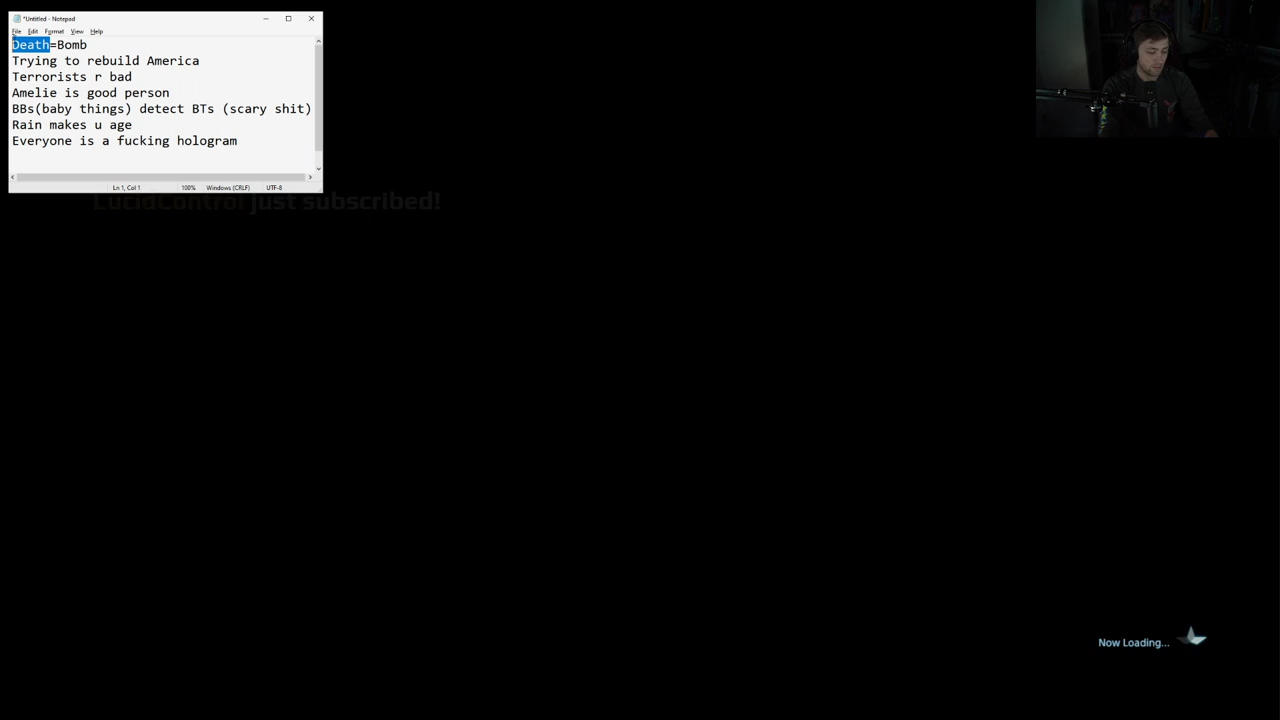 *Untitled - Notepad
File Edit Format View Help
Death=Bomb
Trying to rebuild America
Terrorists r bad
Amelie is good person
BBs(baby things) detect BTs (scary shit)
Rain makes u age
Everyone is a fucking hologram
Ln 1, Col 1 100% Windows (CRLF) UTF-8
LucidControl just subscribed!
Now Loading...